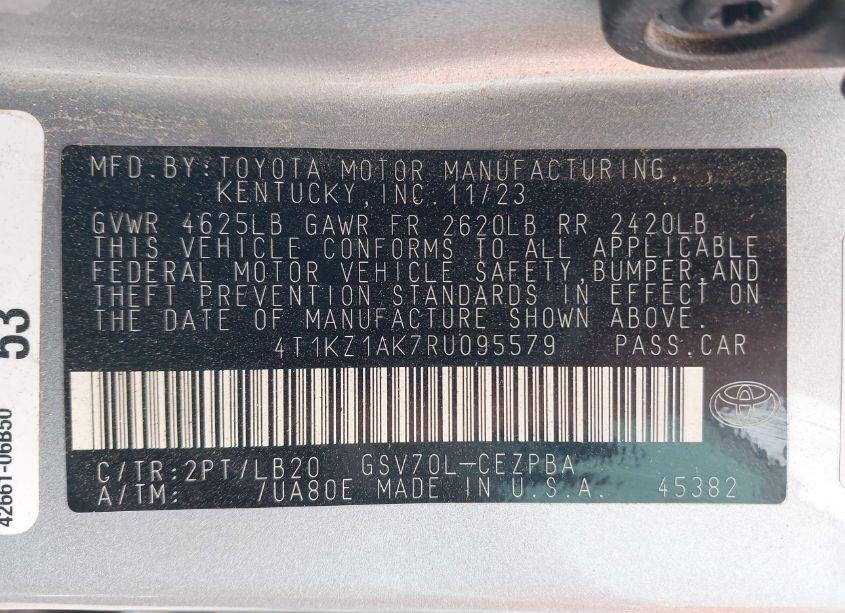 MFD.BY:TOYOTA MOTOR MANUFACTURING,
KENTUCKY,INC.11/23
GVWR 4625LB GAWR FR 2620LB RR 2420LB
THIS VEHICLE CONFORMS TO ALL APPLICABLE
FEDERAL MOTOR VEHICLE SAFETY,BUMPER,AND
THEFT PREVENTION STANDARDS IN EFFECT ON
THE DATE OF MANUFACTURE SHOWN ABOVE.
4T1KZ1AK7RU095579 PASS.CAR
C/TR:2PT/LB20 GSV70L-CEZPBA
A/TM: /UA80E MADE IN U.S.A. 45382
53
42661-06B50